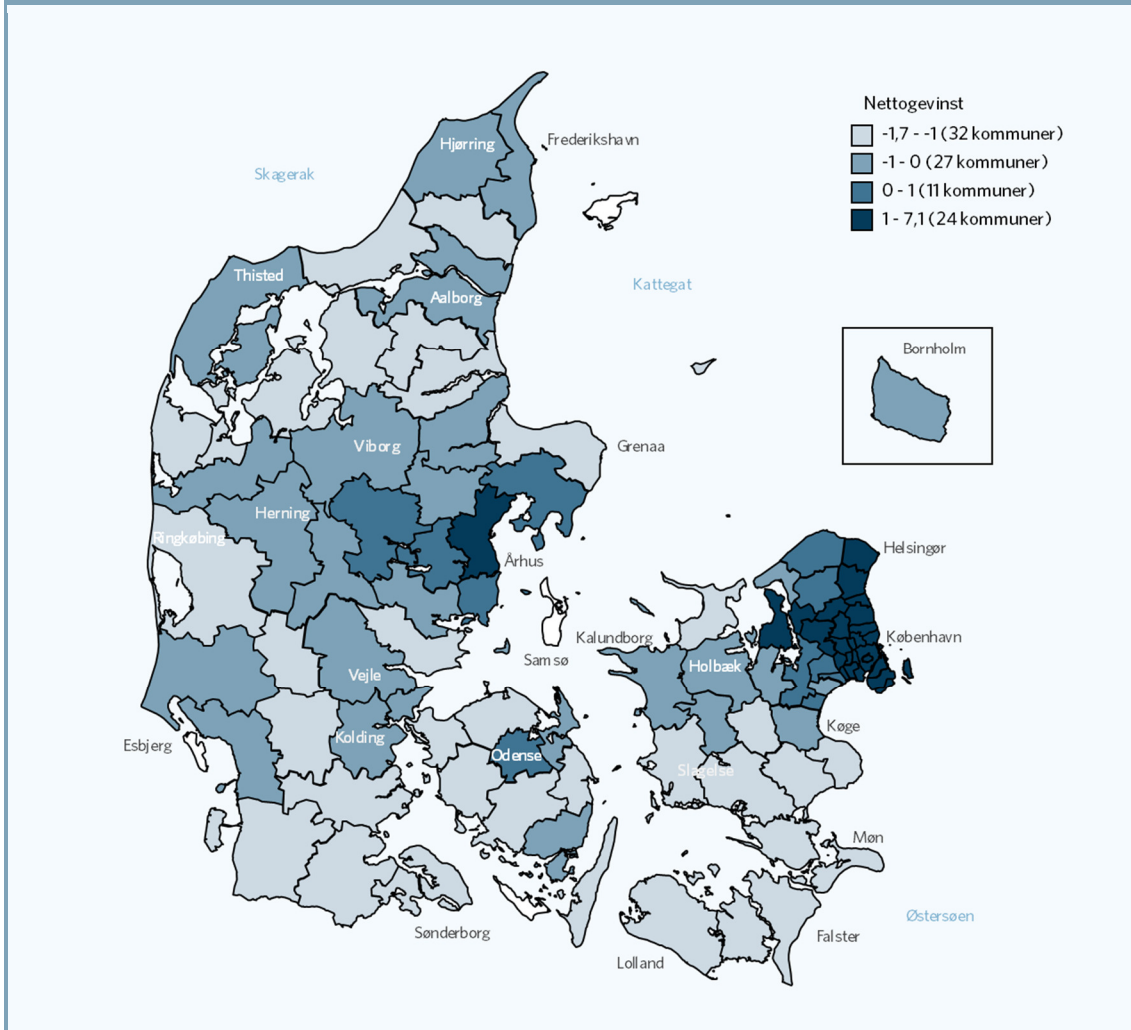 Nettogevinst
-1,7 - -1 (32 kommuner)
-1 - 0 (27 kommuner)
0 - 1 (11 kommuner)
1 - 7,1 (24 kommuner)
Hjørring
Frederikshavn
Skagerak
Thisted
Aalborg
Kattegat
Bornholm
Viborg
Grenaa
Herning
Ringkøbing
Århus
Helsingør
Kalundborg
København
Samsø
Holbæk
Vejle
Køge
Esbjerg
Kolding
Odense
Slagelse
Møn
Østersøen
Sønderborg
Falster
Lolland